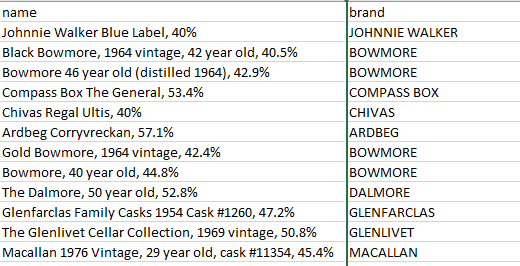 name brand
Johnnie Walker Blue Label, 40% JOHNNIE WALKER
Black Bowmore, 1964 vintage, 42 year old, 40.5% BOWMORE
Bowmore 46 year old (distilled 1964), 42.9% BOWMORE
Compass Box The General, 53.4% COMPASS BOX
Chivas Regal Ultis, 40% CHIVAS
Ardbeg Corryvreckan, 57.1% ARDBEG
Gold Bowmore, 1964 vintage, 42.4% BOWMORE
Bowmore, 40 year old, 44.8% BOWMORE
The Dalmore, 50 year old, 52.8% DALMORE
Glenfarclas Family Casks 1954 Cask #1260, 47.2% GLENFARCLAS
The Glenlivet Cellar Collection, 1969 vintage, 50.8% GLENLIVET
Macallan 1976 Vintage, 29 year old, cask #11354, 45.4% MACALLAN